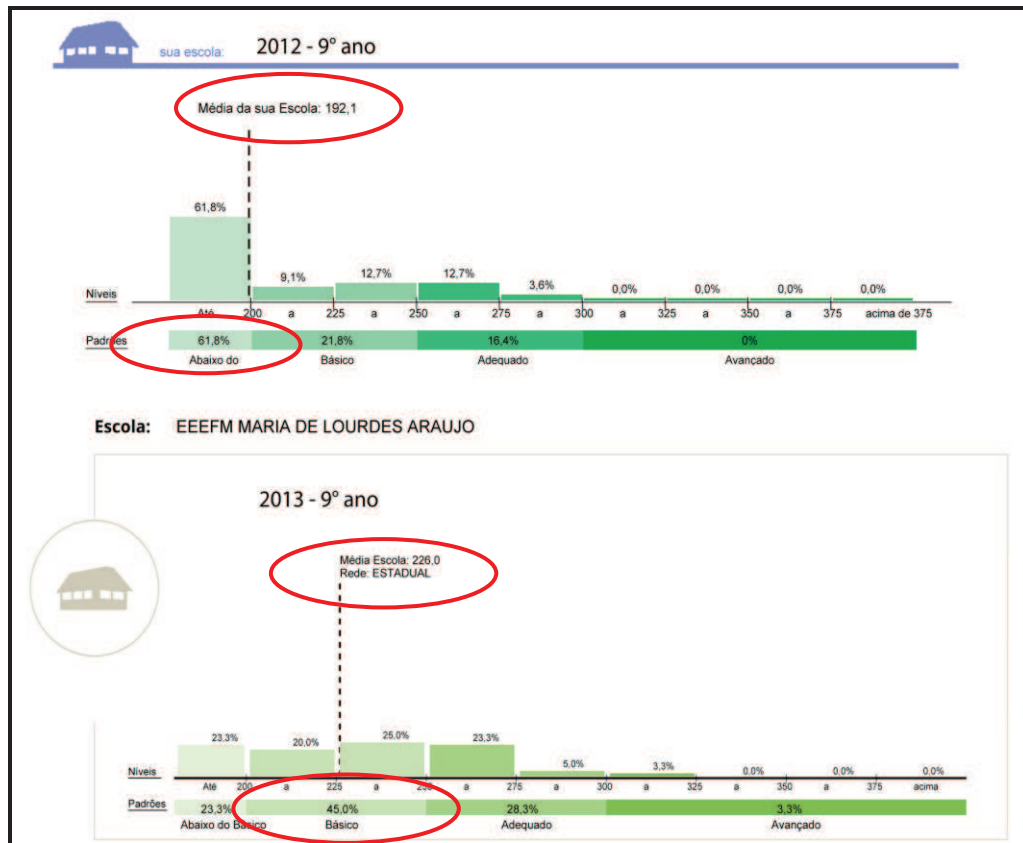 sua escola: 2012 - 9º ano
Média da sua Escola: 192,1
61,8% 9,1% 12,7% 12,7% 3,6% 0,0% 0,0% 0,0% 0,0%
Níveis
Até 200 a 225 a 250 a 275 a 300 a 325 a 350 a 375 acima de 375
Padrões 61,8% 21,8% 16,4% 0%
Abaixo do Básico Adequado Avançado
Escola: EEEFM MARIA DE LOURDES ARAUJO
2013 - 9º ano
Média Escola: 226,0
Rede: ESTADUAL
23,3% 20,0% 25,0% 23,3% 5,0% 3,3% 0,0% 0,0% 0,0%
Níveis
Até 200 a 225 a 250 a 275 a 300 a 325 a 350 a 375 acima
Padrões 23,3% 45,0% 28,3% 3,3%
Abaixo do Básico Básico Adequado Avançado